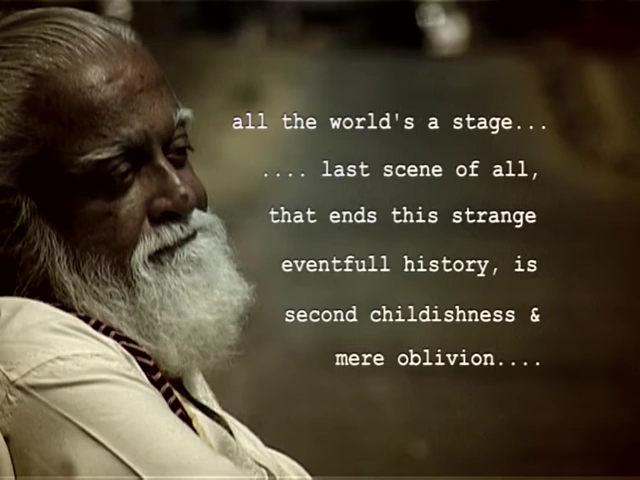 all the world's a stage...
.... last scene of all,
that ends this strange
eventfull history, is
second childishness &
mere oblivion....